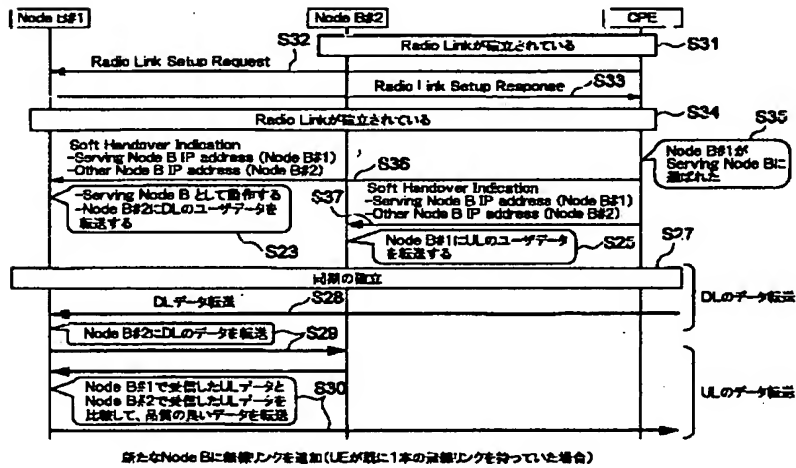 Node B#1
Node B#2
CPE
Radio Linkが確立されている
S31
S32
Radio Link Setup Request
Radio Link Setup Response
S33
Radio Linkが確立されている
S34
S35
Node B#1が
Serving Node Bに
選ばれた
Soft Handover Indication
-Serving Node B IP address (Node B#1)
-Other Node B IP address (Node B#2)
S36
-Serving Node B として動作する
-Node B#2にDLのユーザデータを
転送する
S23
Soft Handover Indication
-Serving Node B IP address (Node B#1)
-Other Node B IP address (Node B#2)
S37
Node B#1にULのユーザデータ
を転送する
S25
S27
同期の確立
DLデータ転送
S28
DLのデータ転送
Node B#2にDLのデータを転送
S29
Node B#1で受信したULデータと
Node B#2で受信したULデータを
比較して、品質の良いデータを転送
S30
ULのデータ転送
新たなNode Bに無線リンクを追加(UEが既に1本の無線リンクを持っていた場合)